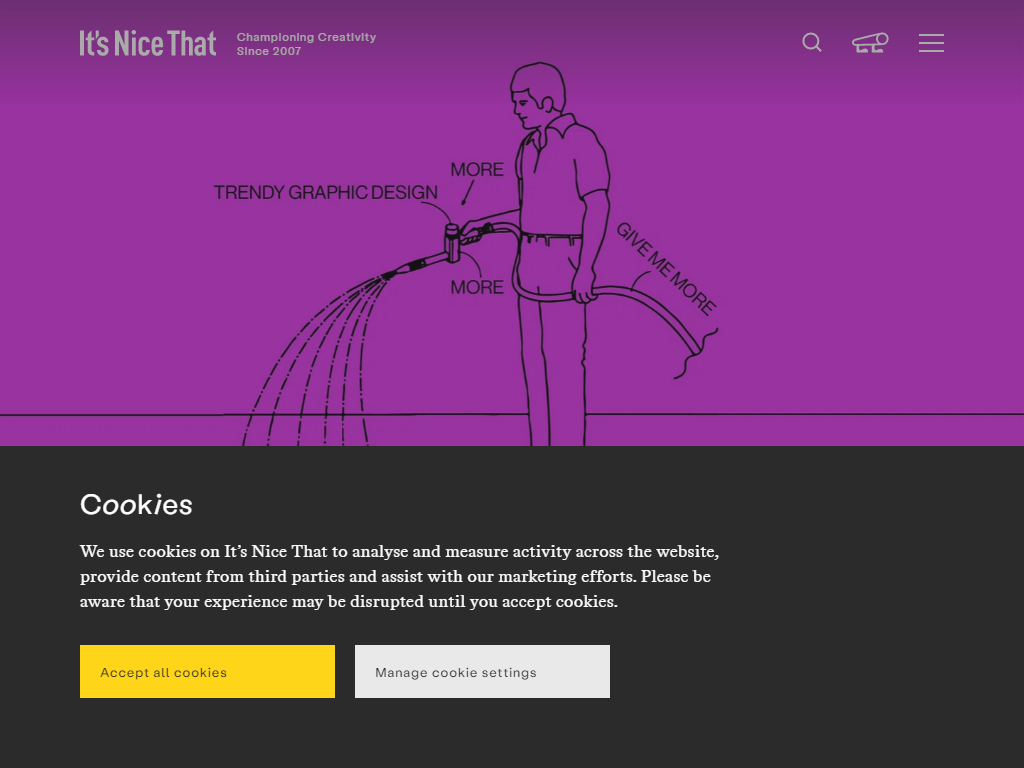 It's Nice That
Championing Creativity
Since 2007
MORE
TRENDY GRAPHIC DESIGN
GIVE ME MORE
MORE
Cookies
We use cookies on It’s Nice That to analyse and measure activity across the website,
provide content from third parties and assist with our marketing efforts. Please be
aware that your experience may be disrupted until you accept cookies.
Accept all cookies
Manage cookie settings